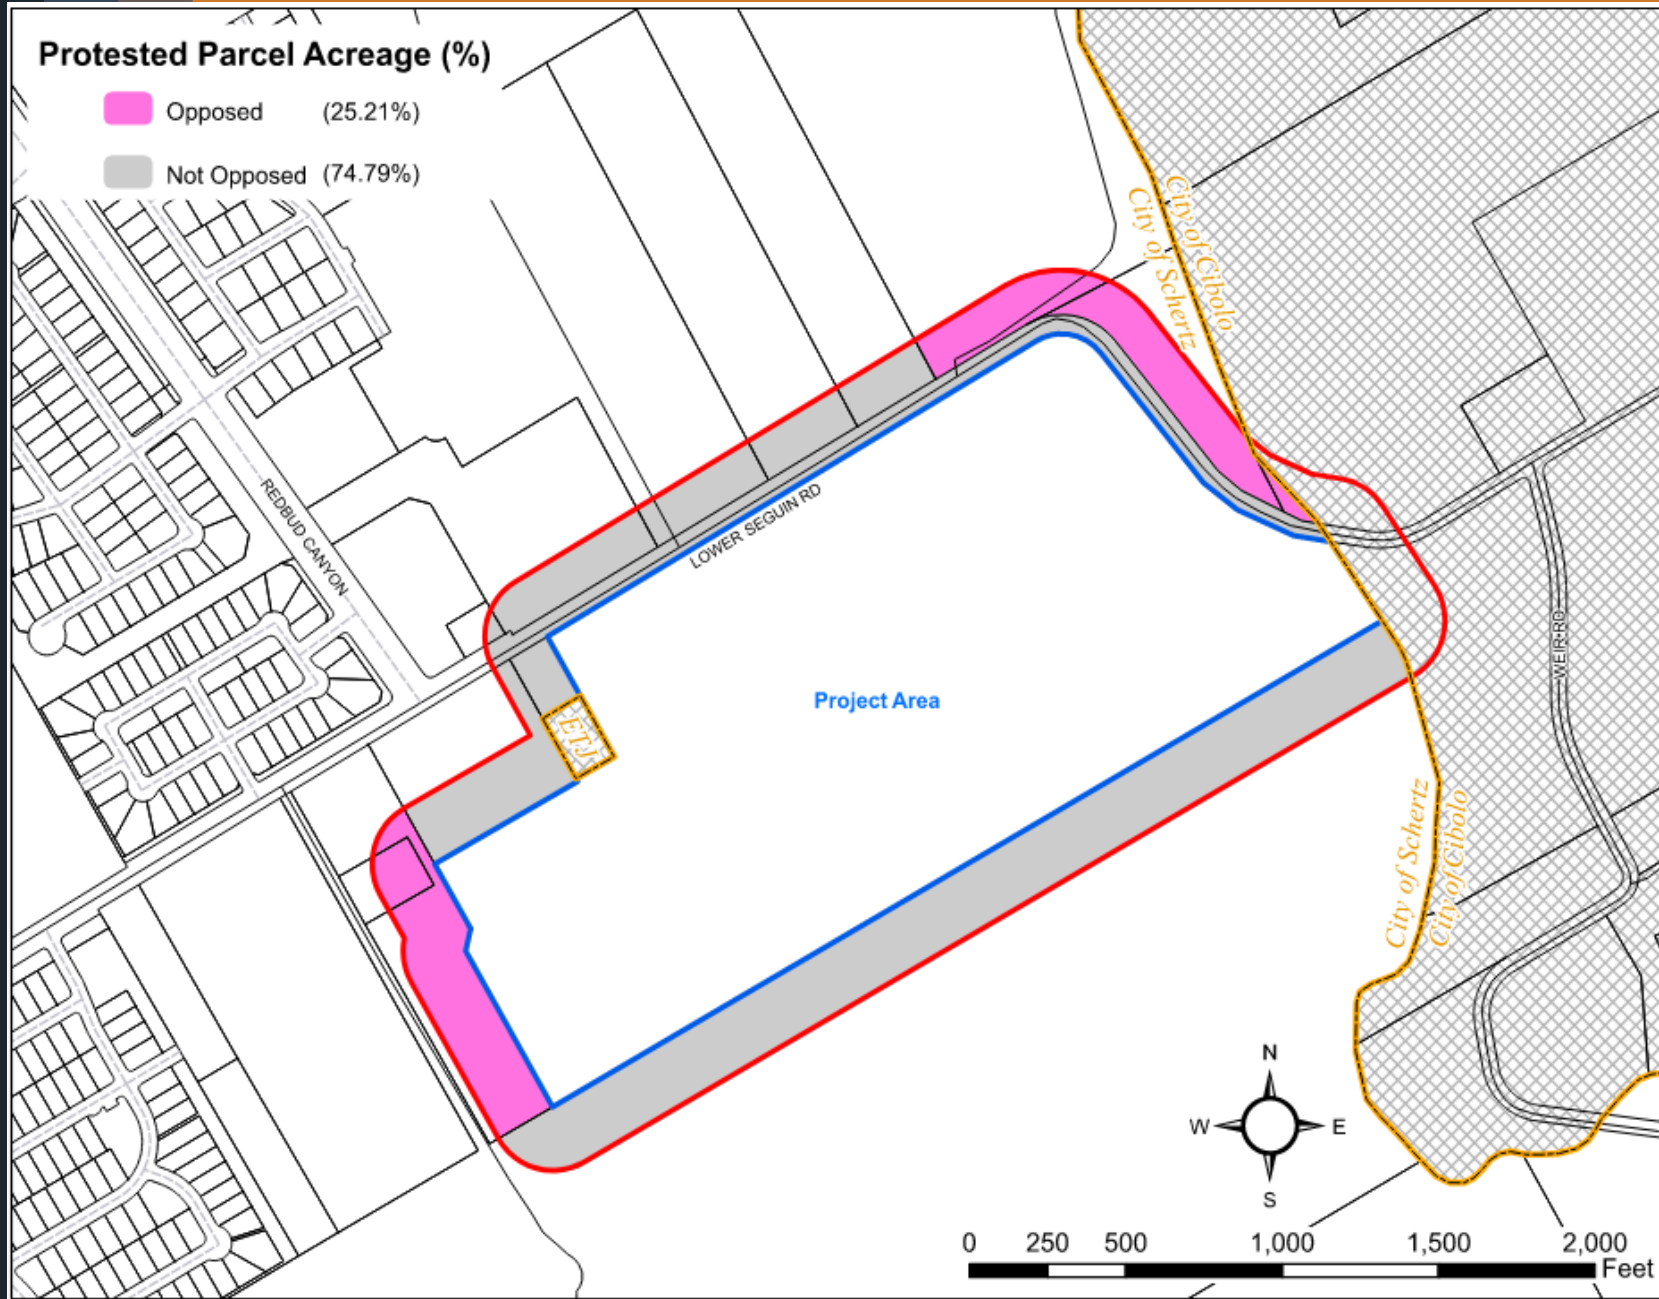 Protested Parcel Acreage (%)
Opposed (25.21%)
Not Opposed (74.79%)
City of Cibolo
City of Schertz
REDBUD CANYON
LOWER SEGUIN RD
WEIR RD
ETJ
Project Area
City of Schertz
City of Cibolo
N
W E
S
0 250 500 1,000 1,500 2,000
Feet